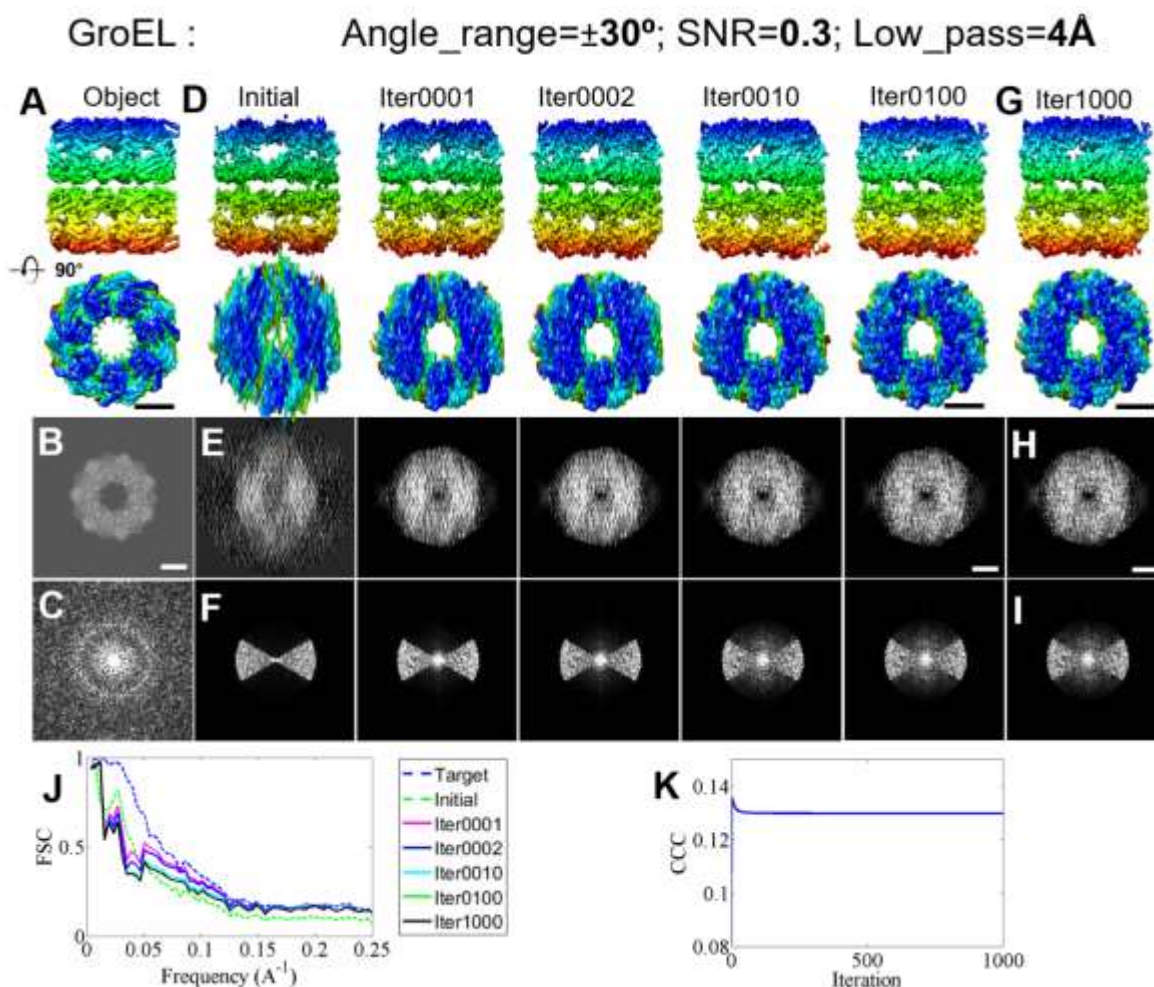 GroEL : Angle_range=±30º; SNR=0.3; Low_pass=4Å
A Object D Initial Iter0001 Iter0002 Iter0010 Iter0100 G Iter1000
90°
B E H
C F I
J
1
0.5
0
FSC
0 0.05 0.1 0.15 0.2 0.25
Frequency (A⁻¹)
Target
Initial
Iter0001
Iter0002
Iter0010
Iter0100
Iter1000
K
0.14
0.12
0.1
0.08
CCC
0 500 1000
Iteration